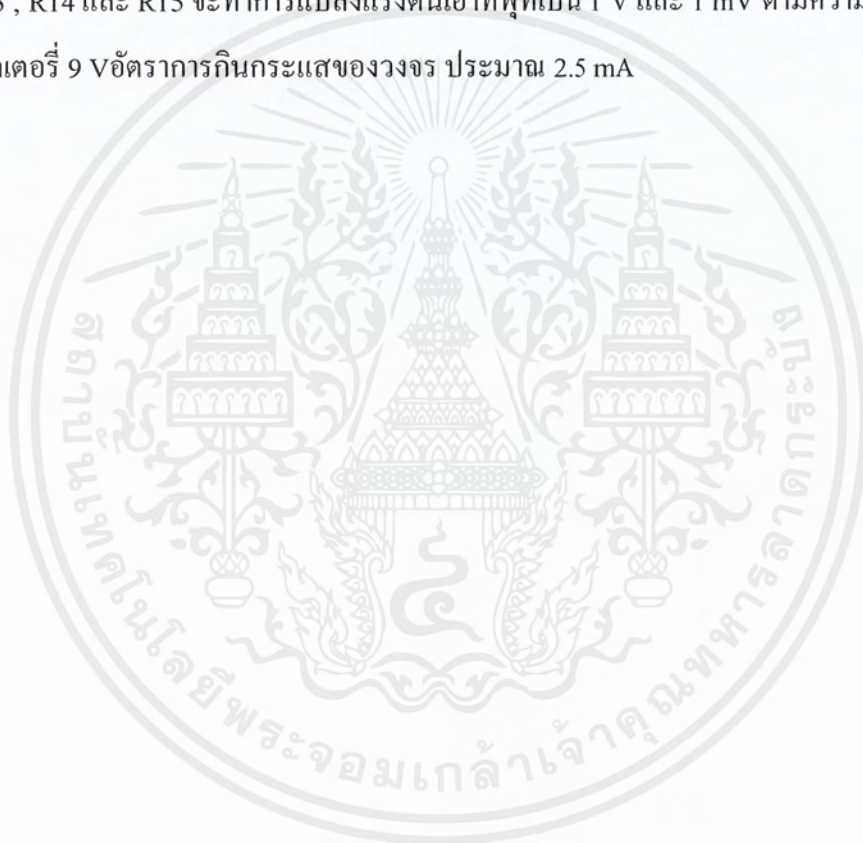 , R14 และ R15 จะทำการแปลงแรงดันเอาท์พุทเป็น 1 V และ 1 mV
9 Vอัตราการกินกระแสของวงจร ประมาณ 2.5 mA
สถาบันเทคโนโลยีพระจอมเกล้าเจ้าคุณทหารลาดกระบัง